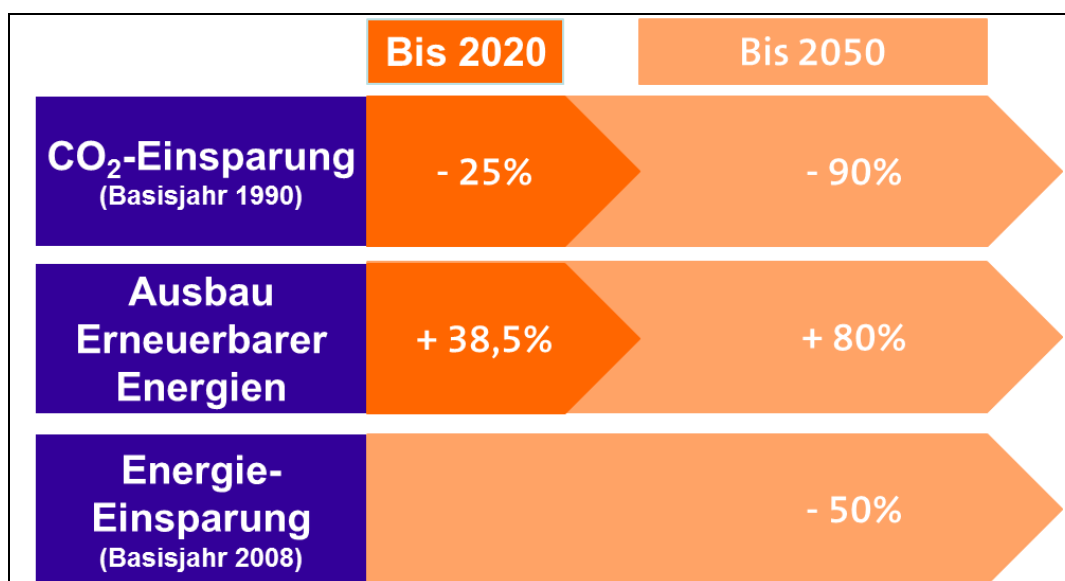 Bis 2020
Bis 2050
CO₂-Einsparung
(Basisjahr 1990)
- 25%
- 90%
Ausbau
Erneuerbarer
Energien
+ 38,5%
+ 80%
Energie-
Einsparung
(Basisjahr 2008)
- 50%